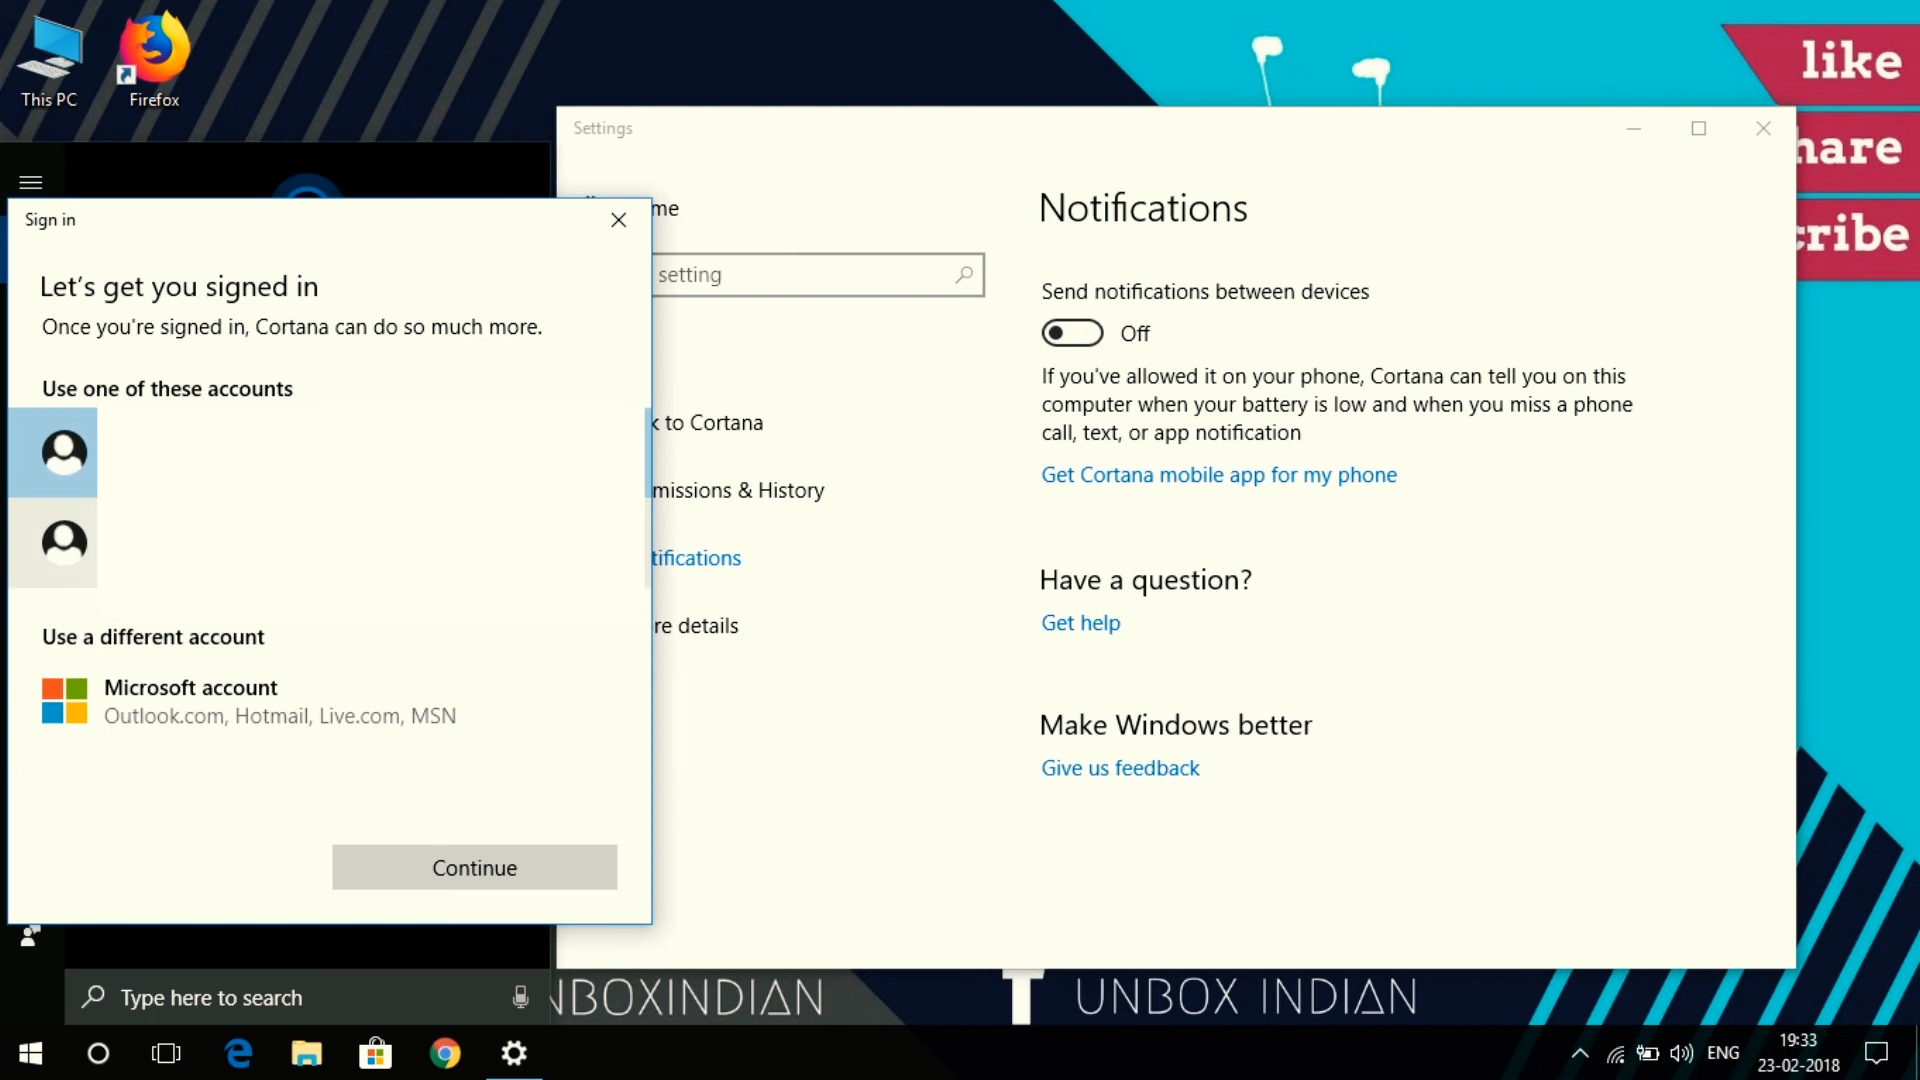 This PC
Firefox
like
hare
cribe
Settings
me
setting
k to Cortana
missions & History
tifications
re details
Notifications
Send notifications between devices
Off
If you've allowed it on your phone, Cortana can tell you on this
computer when your battery is low and when you miss a phone
call, text, or app notification
Get Cortana mobile app for my phone
Have a question?
Get help
Make Windows better
Give us feedback
Sign in
Let's get you signed in
Once you're signed in, Cortana can do so much more.
Use one of these accounts
Use a different account
Microsoft account
Outlook.com, Hotmail, Live.com, MSN
Continue
Type here to search
NBOXINDIAN
UNBOX INDIAN
ENG
19:33
23-02-2018